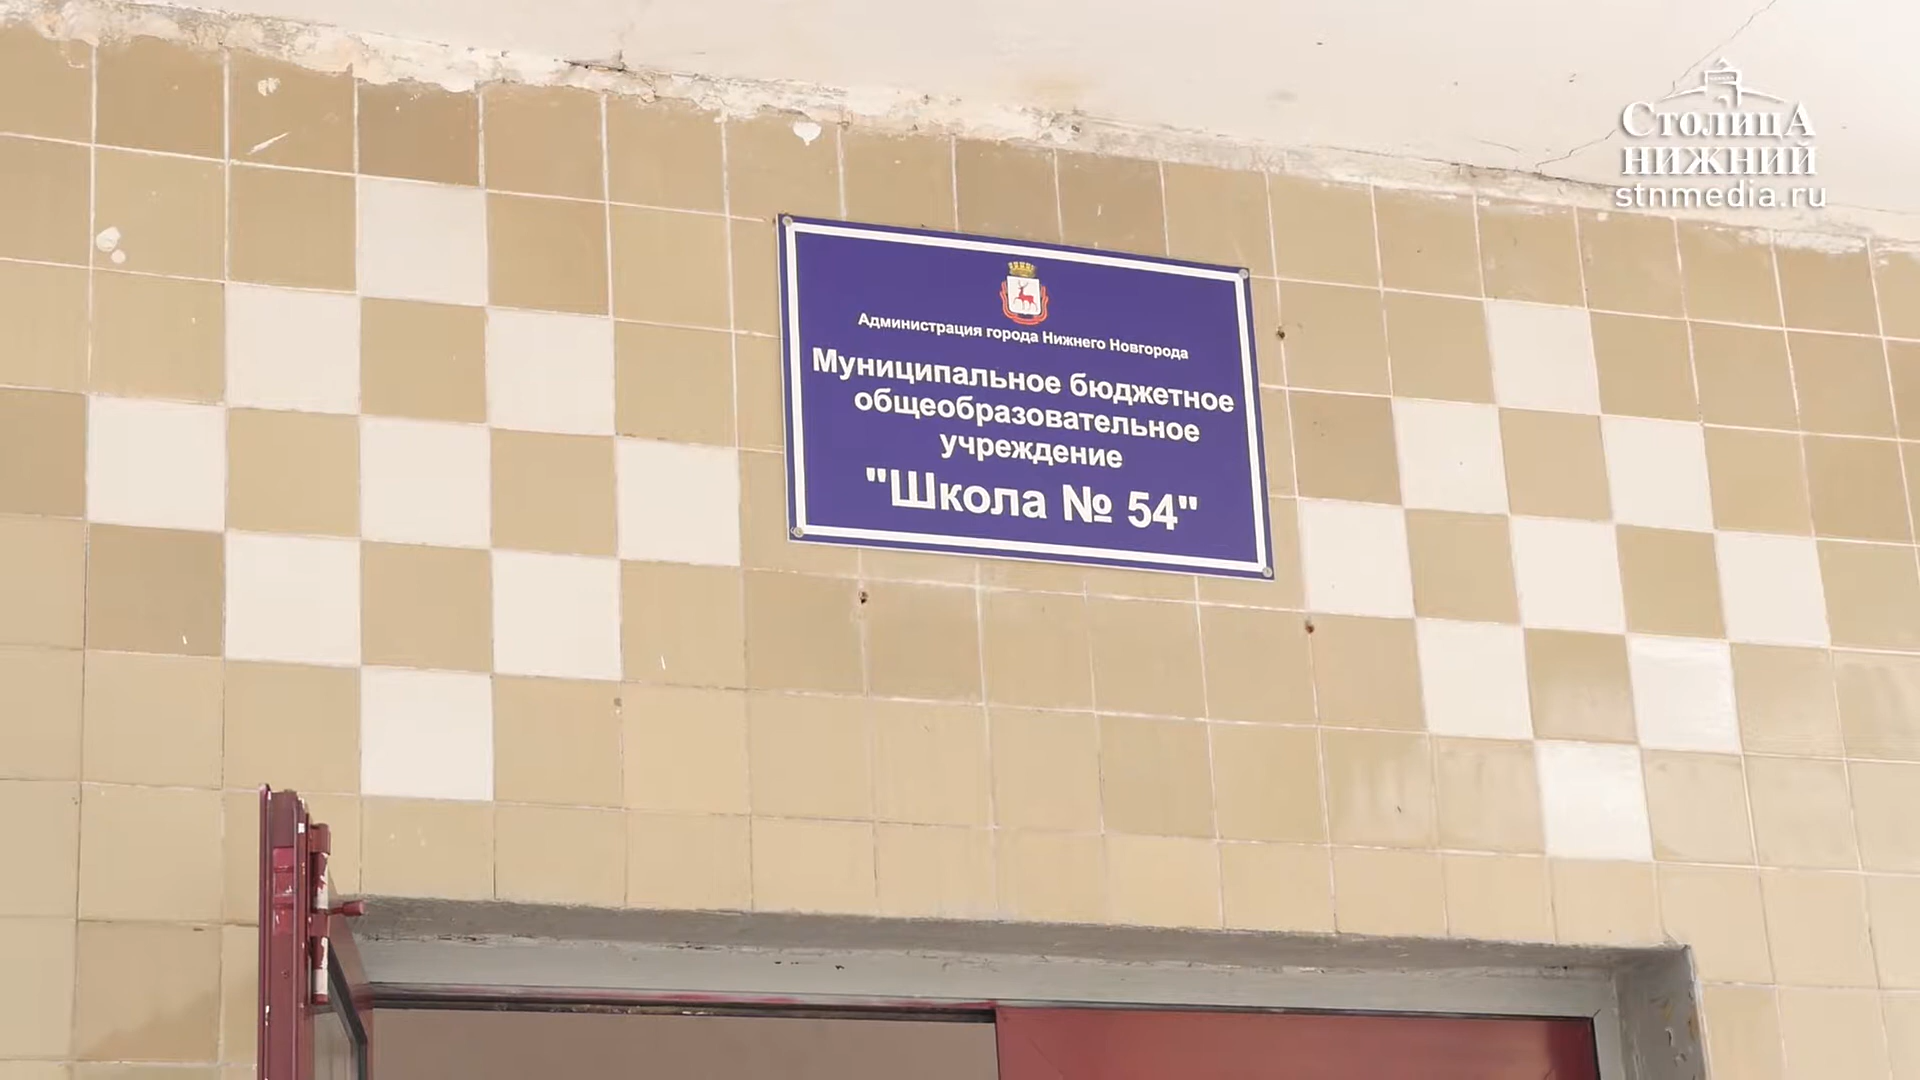 СтолицА
нижний
stnmedia.ru
Администрация города Нижнего Новгорода
Муниципальное бюджетное
общеобразовательное
учреждение
"Школа № 54"